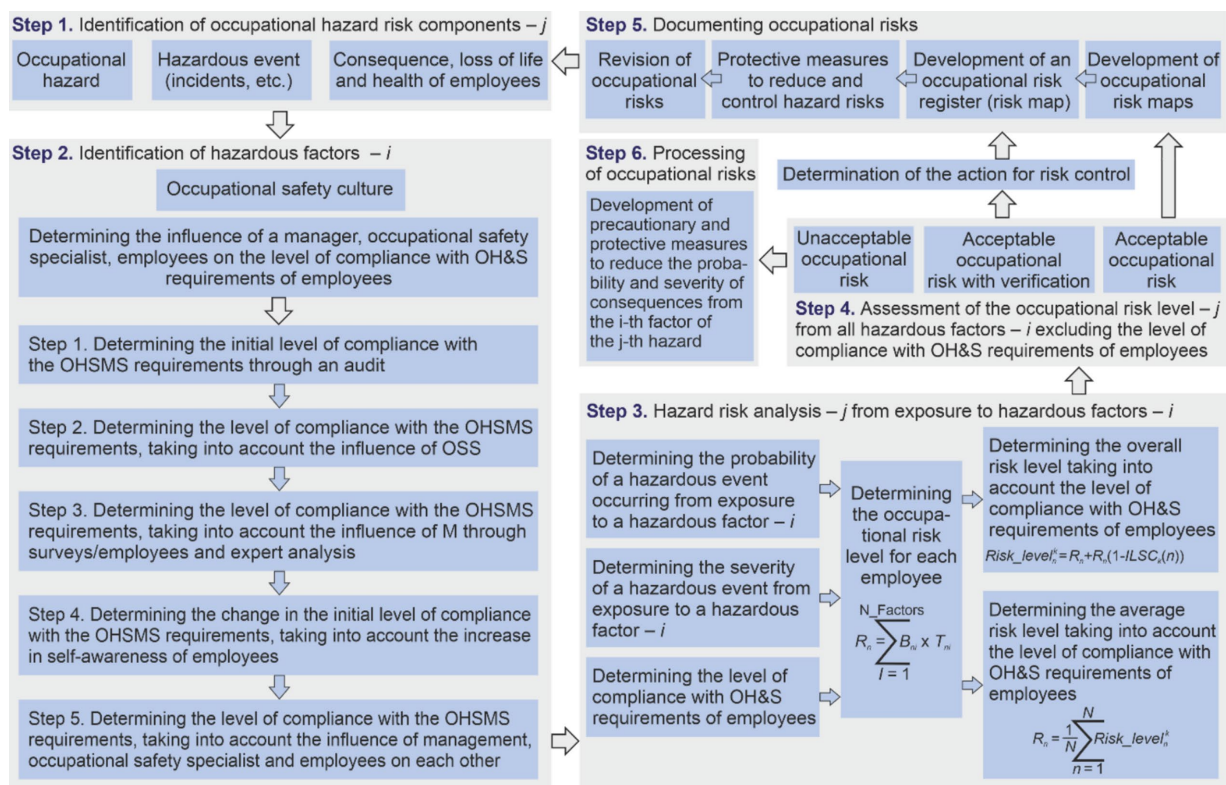 Step 1. Identification of occupational hazard risk components – j
Occupational
hazard
Hazardous event
(incidents, etc.)
Consequence, loss of life
and health of employees
Step 2. Identification of hazardous factors – i
Occupational safety culture
Determining the influence of a manager, occupational safety
specialist, employees on the level of compliance with OH&S
requirements of employees
Step 1. Determining the initial level of compliance with
the OHSMS requirements through an audit
Step 2. Determining the level of compliance with the OHSMS
requirements, taking into account the influence of OSS
Step 3. Determining the level of compliance with the OHSMS
requirements, taking into account the influence of M through
surveys/employees and expert analysis
Step 4. Determining the change in the initial level of compliance
with the OHSMS requirements, taking into account the increase
in self-awareness of employees
Step 5. Determining the level of compliance with the OHSMS
requirements, taking into account the influence of management,
occupational safety specialist and employees on each other
Step 3. Hazard risk analysis – j from exposure to hazardous factors – i
Determining the probability
of a hazardous event
occurring from exposure
to a hazardous factor – i
Determining the severity
of a hazardous event from
exposure to a hazardous
factor – i
Determining the level of
compliance with OH&S
requirements of employees
Determining
the occupa-
tional risk
level for each
employee
N_Factors
R_n = ∑ B_ni x T_ni
I = 1
Determining the overall
risk level taking into
account the level of
compliance with OH&S
requirements of employees
Risk_level_n^k = R_n+R_n(1-ILSC_k(n))
Determining the average
risk level taking into account
the level of compliance with
OH&S requirements of
employees
N
R_n = 1/N ∑ Risk_level_n^k
n = 1
Unacceptable
occupational
risk
Acceptable
occupational
risk with verification
Acceptable
occupational
risk
Step 4. Assessment of the occupational risk level – j
from all hazardous factors – i excluding the level of
compliance with OH&S requirements of employees
Determination of the action for risk control
Step 5. Documenting occupational risks
Revision of
occupational
risks
Protective measures
to reduce and
control hazard risks
Development of an
occupational risk
register (risk map)
Development of
occupational
risk maps
Step 6. Processing
of occupational risks
Development of
precautionary and
protective measures
to reduce the proba-
bility and severity of
consequences from
the i-th factor of
the j-th hazard